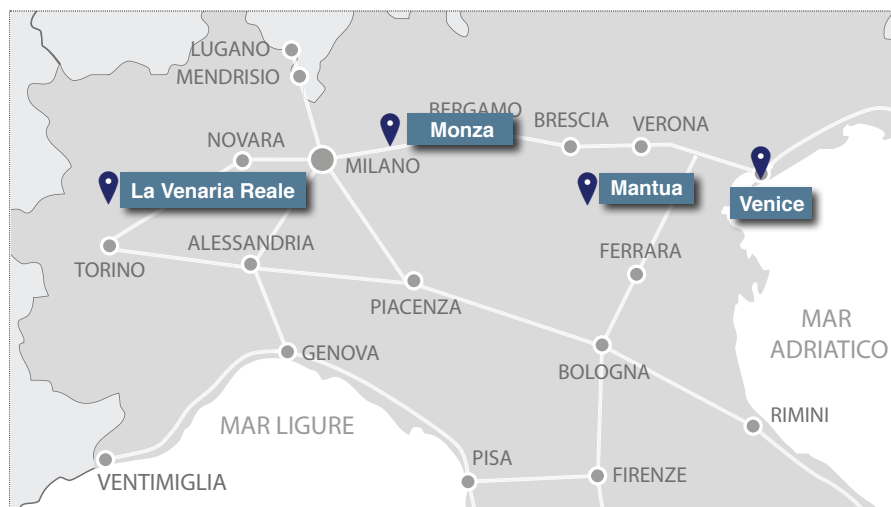 LUGANO
MENDRISIO
BERGAMO
Monza
BRESCIA
VERONA
NOVARA
MILANO
La Venaria Reale
Mantua
Venice
ALESSANDRIA
TORINO
FERRARA
PIACENZA
MAR
ADRIATICO
GENOVA
BOLOGNA
MAR LIGURE
RIMINI
PISA
VENTIMIGLIA
FIRENZE